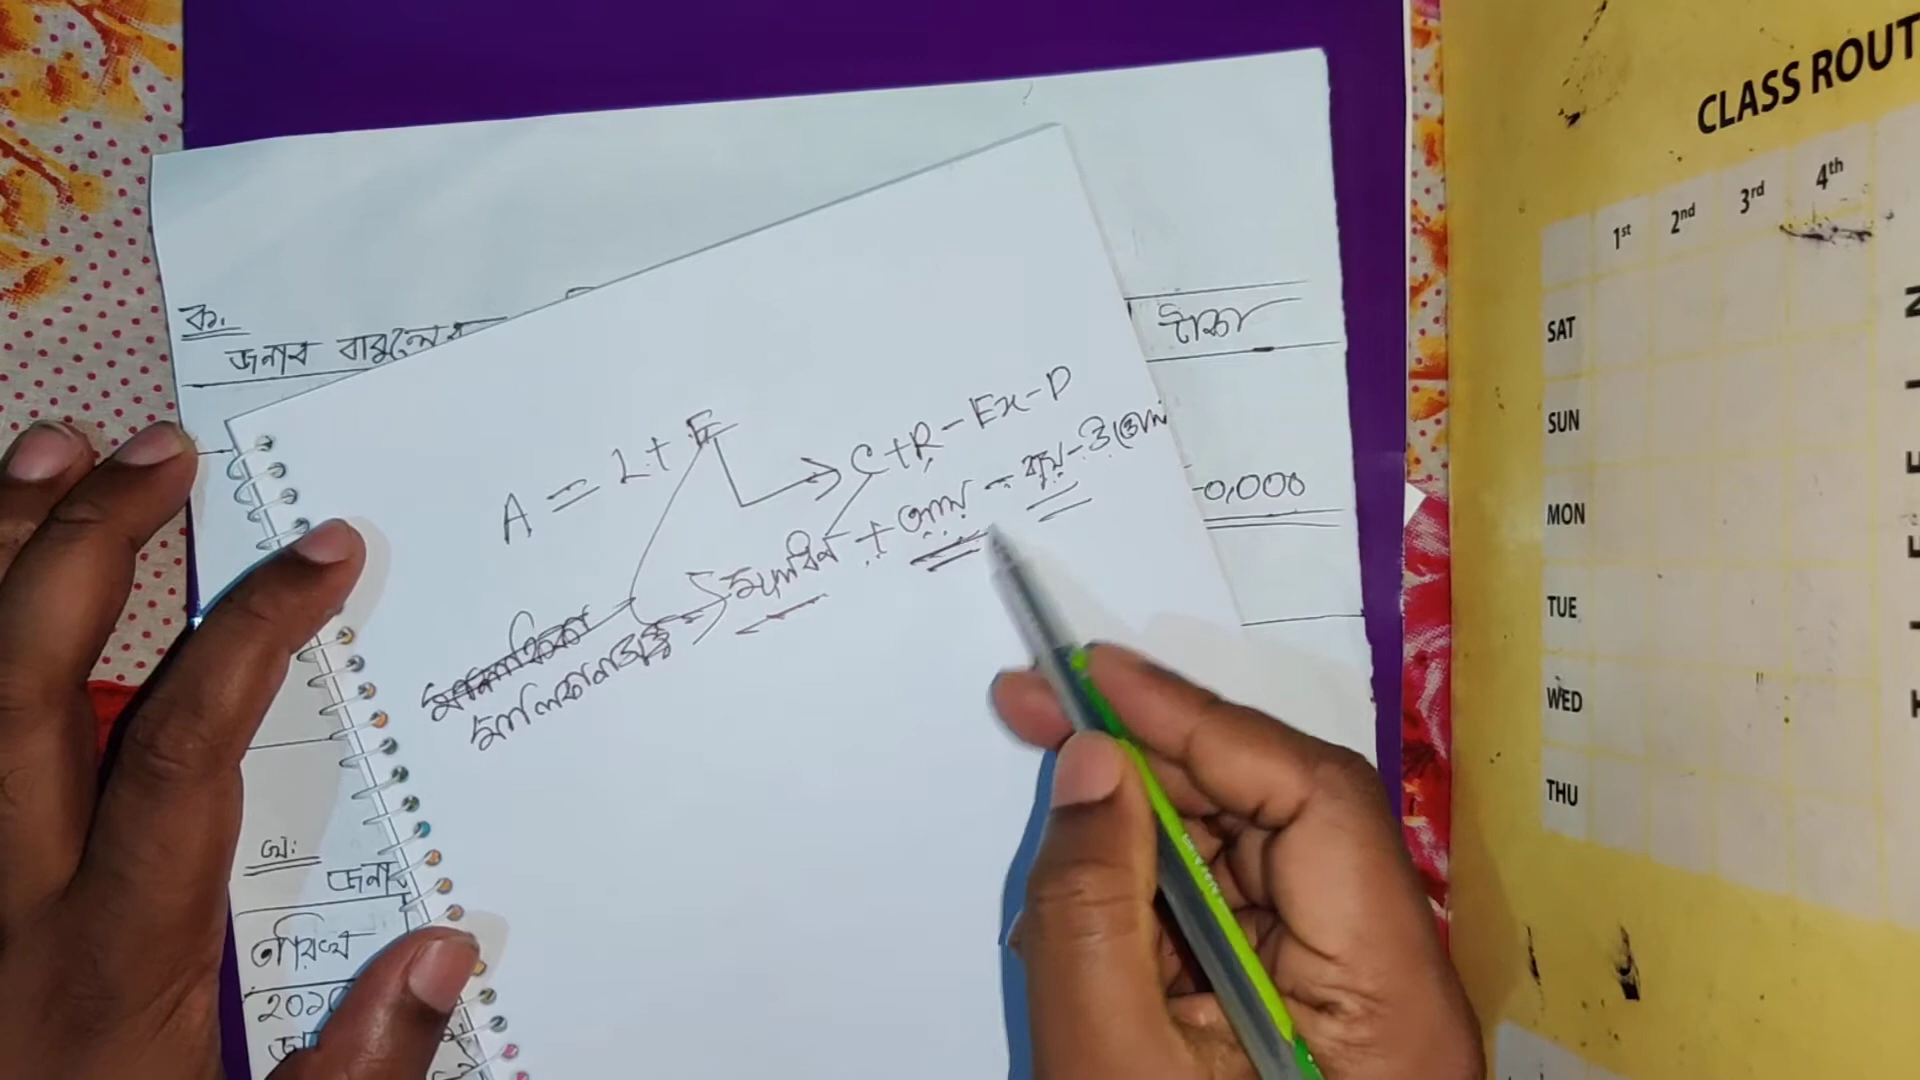 CLASS ROUT
1st 2nd 3rd 4th
SAT
SUN
MON
TUE
WED
THU
ক.
জনাব বাবুলের
টাকা
A = L + E
C + R - Ex - D
মূলধন + আয় - ব্যয় - উত্তোলন
মালিকানাস্বত্ব
0,000
খ:
জনাব
তারিখ